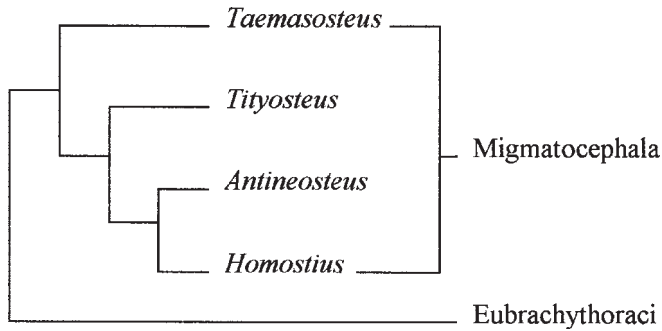 Taemasosteus
Tityosteus
Migmatocephala
Antineosteus
Homostius
Eubrachythoraci